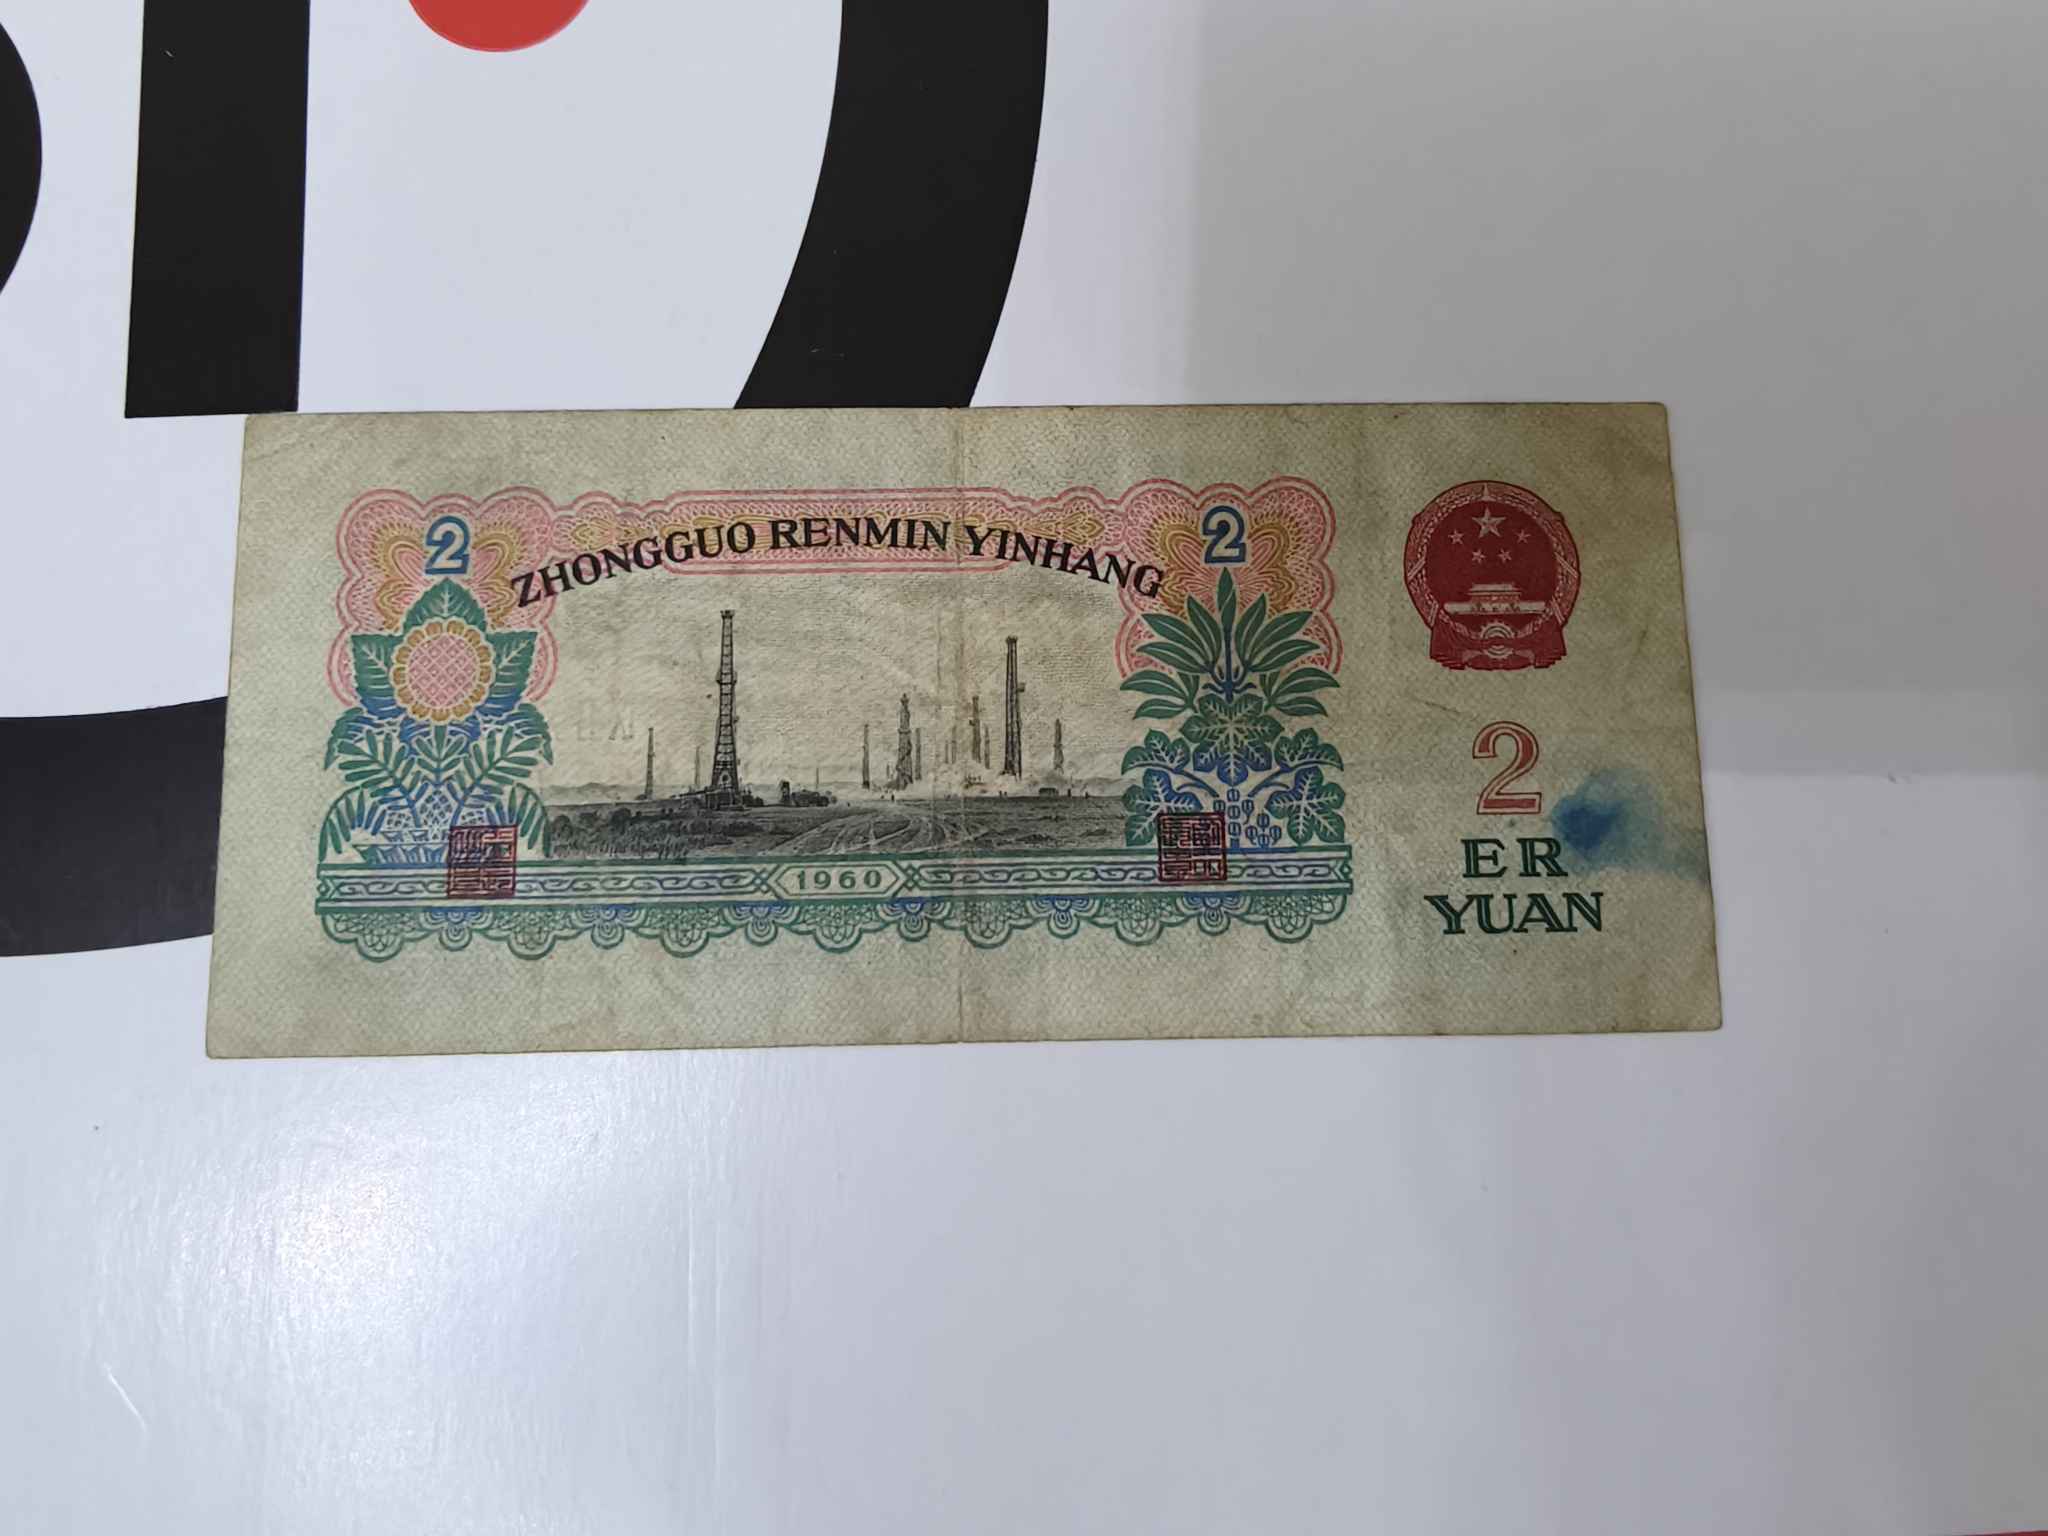 2
2
ZHONGGUO RENMIN YINHANG
2
ER
YUAN
1960